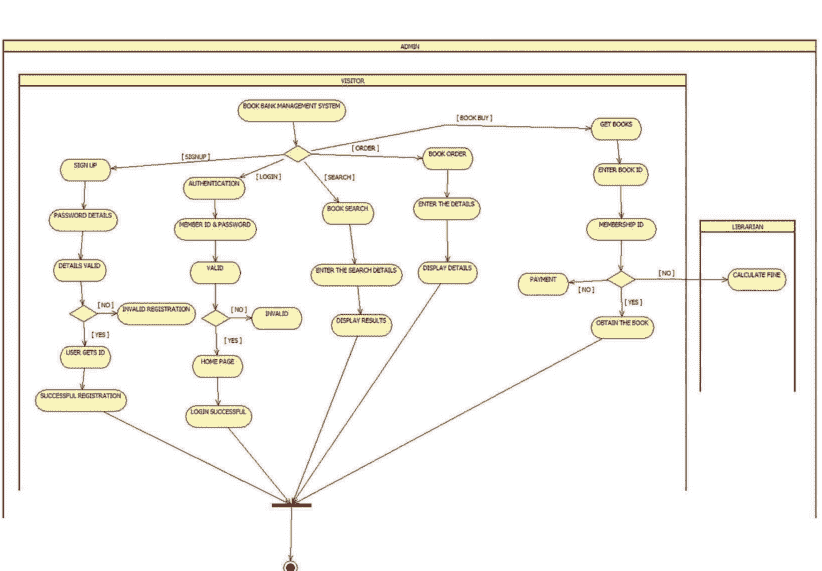 ADMIN
VISITOR
BOOK BANK MANAGEMENT SYSTEM
[BOOK BUY]
GET BOOKS
[SIGNUP]
[ORDER]
BOOK ORDER
SIGN UP
[LOGIN]
[SEARCH]
AUTHENTICATION
ENTER BOOK ID
PASSWORD DETAILS
MEMBER ID & PASSWORD
BOOK SEARCH
ENTER THE DETAILS
MEMBERSHIP ID
LIBRARIAN
DETAILS VALID
VALID
ENTER THE SEARCH DETAILS
DISPLAY DETAILS
PAYMENT
[NO]
[NO]
CALCULATE FINE
[NO]
INVALID REGISTRATION
[NO]
INVALID
DISPLAY RESULTS
[YES]
OBTAIN THE BOOK
[YES]
[YES]
USER GETS ID
HOME PAGE
SUCCESSFUL REGISTRATION
LOGIN SUCCESSFUL